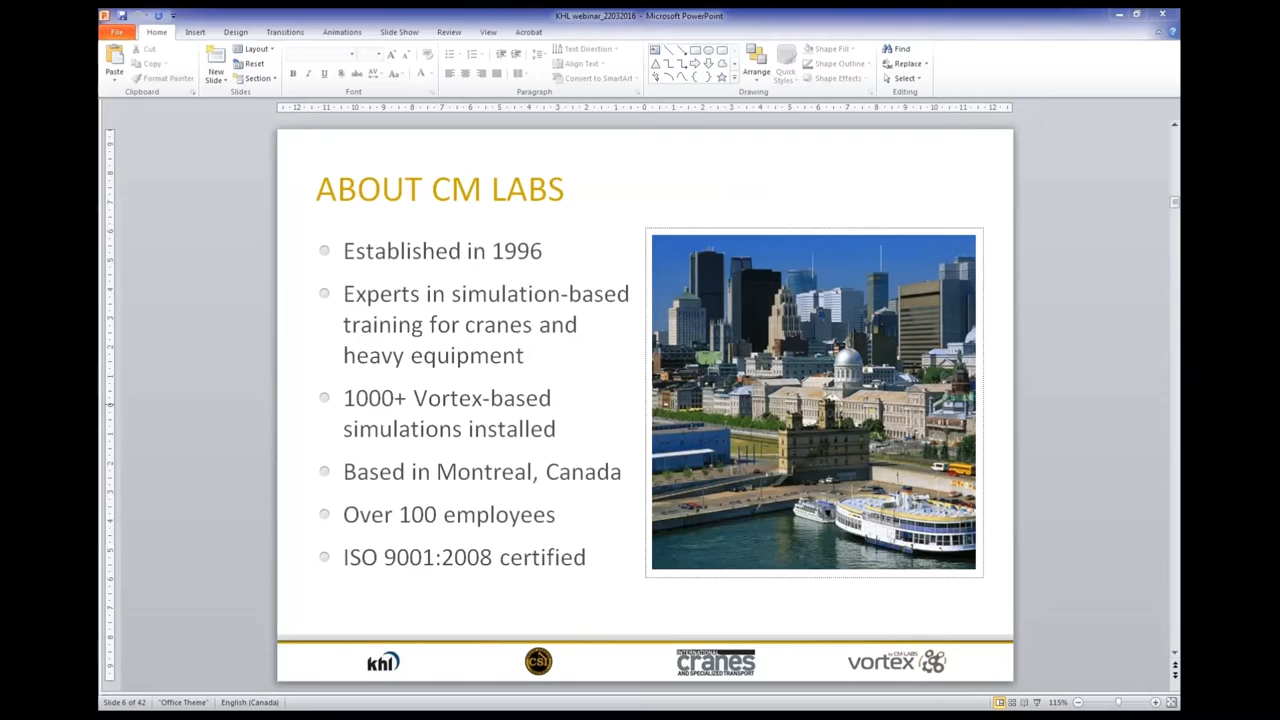 KHL webinar_22032016 - Microsoft PowerPoint
File Home Insert Design Transitions Animations Slide Show Review View Acrobat
Cut
Copy
Format Painter
Paste
Clipboard
New Slide
Layout
Reset
Section
Slides
Font
Text Direction
Align Text
Convert to SmartArt
Paragraph
Arrange
Quick Styles
Shape Fill
Shape Outline
Shape Effects
Drawing
Find
Replace
Select
Editing
ABOUT CM LABS
Established in 1996
Experts in simulation-based
training for cranes and
heavy equipment
1000+ Vortex-based
simulations installed
Based in Montreal, Canada
Over 100 employees
ISO 9001:2008 certified
khl
CSI
INTERNATIONAL
cranes
AND SPECIALIZED TRANSPORT
BY CM LABS
vortex
Slide 6 of 42 "Office Theme" English (Canada) 115%